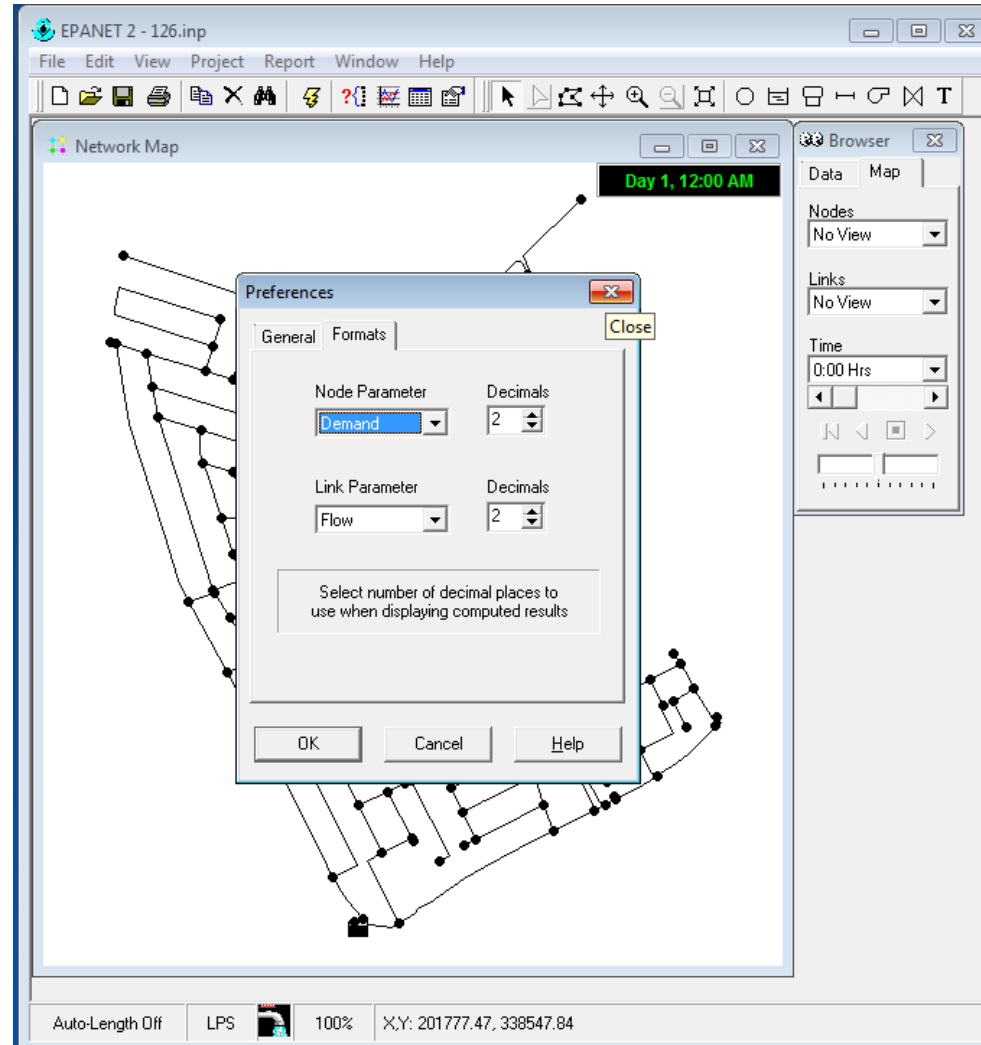 EPANET 2 - 126.inp
File Edit View Project Report Window Help
T
Network Map
Day 1, 12:00 AM
Browser
Data Map
Nodes
No View
Links
No View
Time
0:00 Hrs
Preferences
Close
General Formats
Node Parameter Decimals
Demand 2
Link Parameter Decimals
Flow 2
Select number of decimal places to
use when displaying computed results
OK Cancel Help
Auto-Length Off LPS 100% X,Y: 201777.47, 338547.84